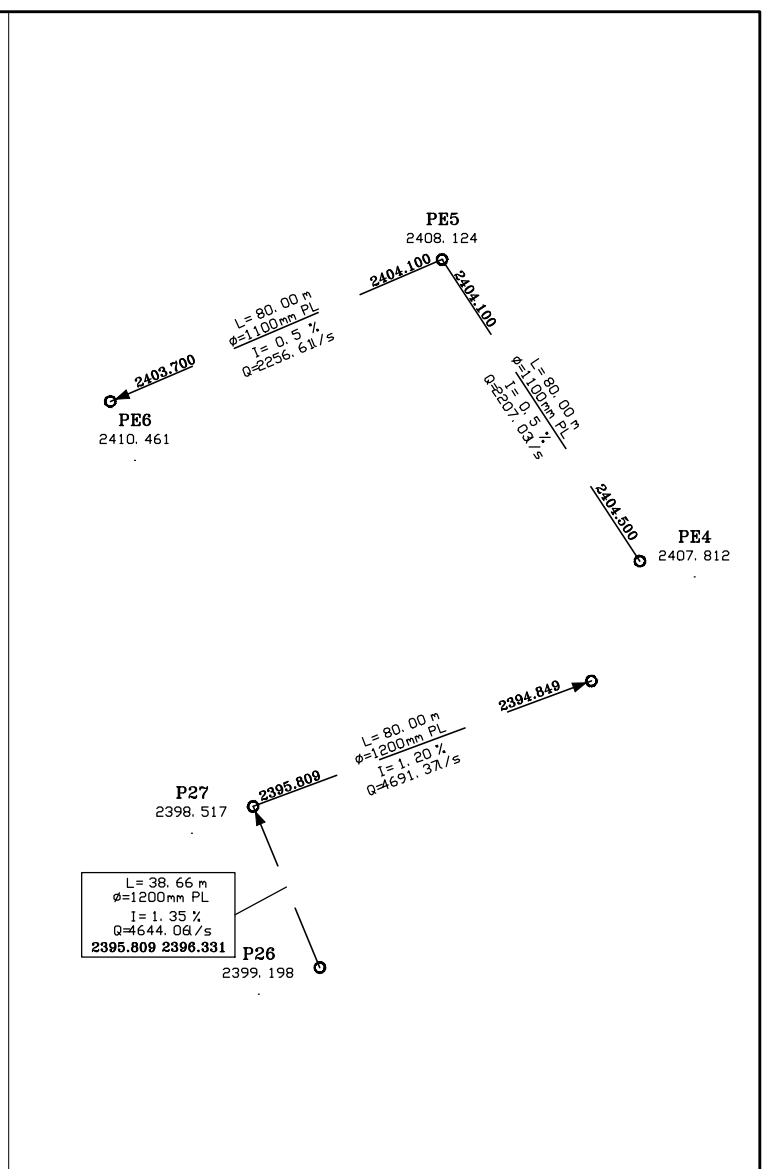 PE5
2408. 124
2404.100
L= 80. 00 m
ø=1100mm PL
I= 0. 5 %
Q=2256. 61l/s
2403.700
PE6
2410. 461
2404.100
L= 80. 00 m
ø=1100mm PL
I= 0. 5 %
Q=2207. 03l/s
2404.500
PE4
2407. 812
2394.849
L= 80. 00 m
ø=1200mm PL
I= 1. 20 %
Q=4691. 37l/s
2395.809
P27
2398. 517
L= 38. 66 m
ø=1200mm PL
I= 1. 35 %
Q=4644. 06l/s
2395.809 2396.331
P26
2399. 198